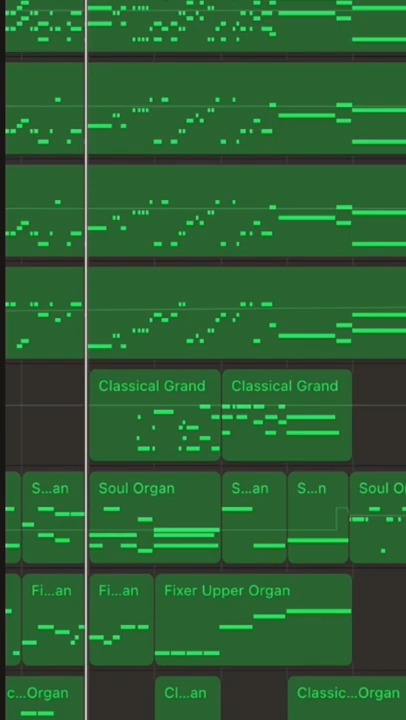 Classical Grand Classical Grand
S...an Soul Organ S...an S...n Soul O
Fi...an Fi...an Fixer Upper Organ
c...Organ Cl...an Classic...Organ